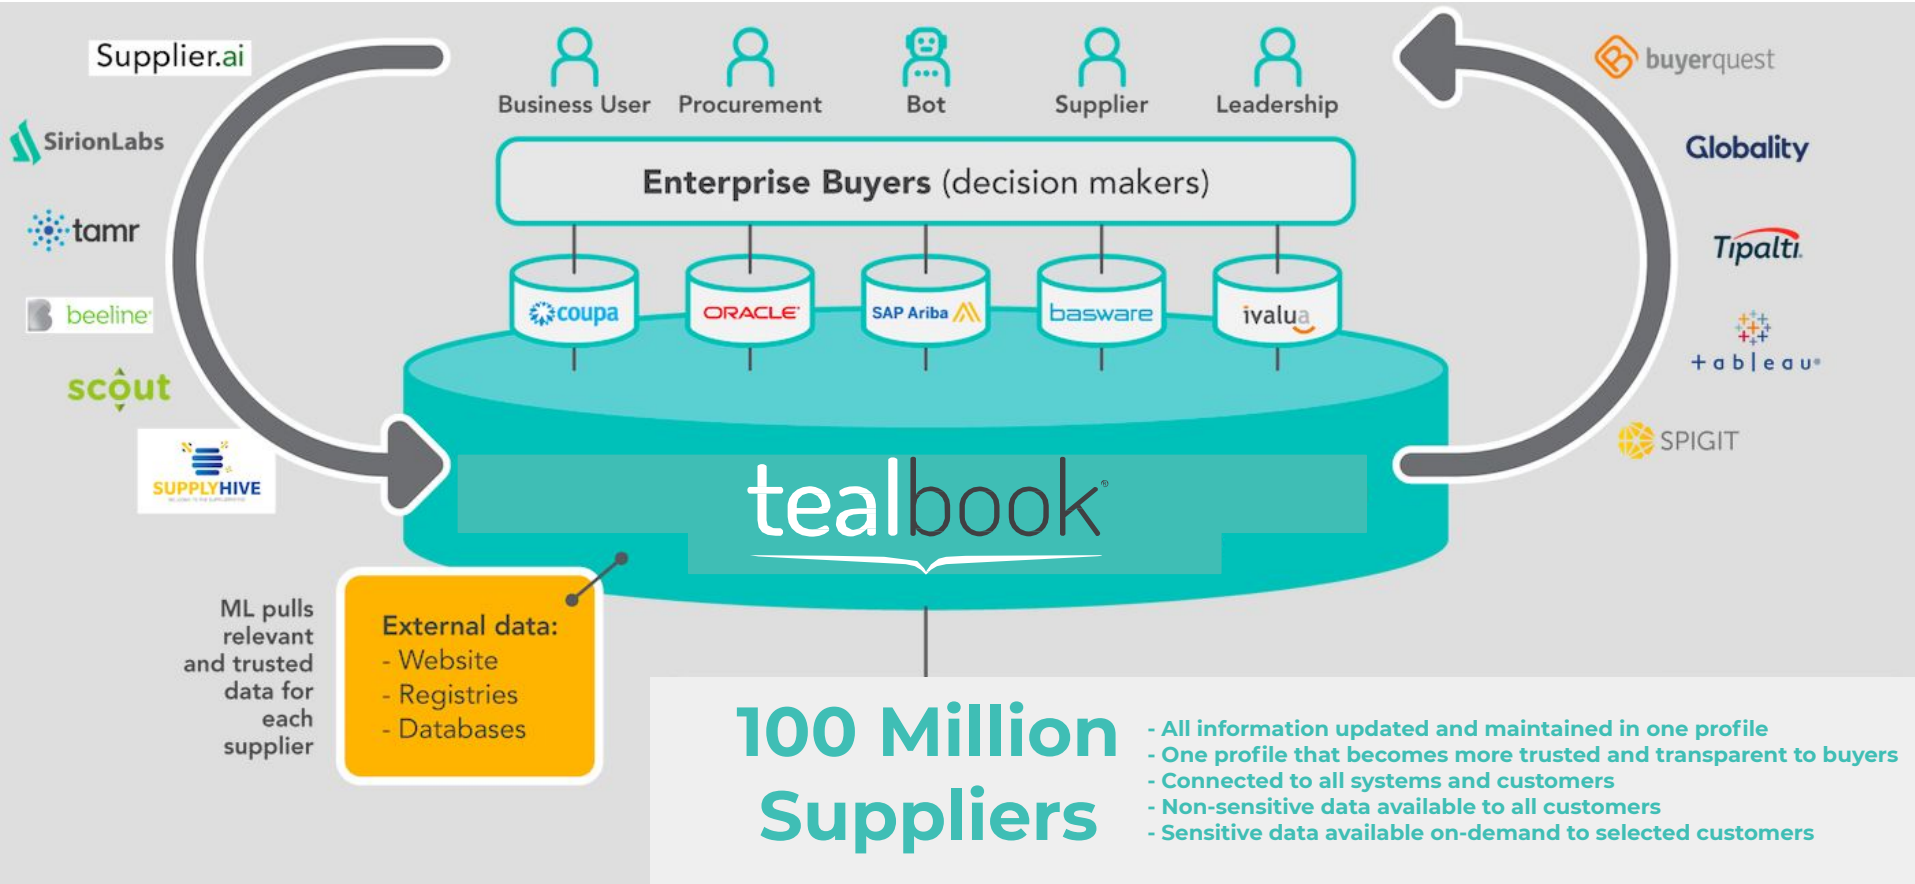 Supplier.ai
SirionLabs
tamr
beeline
scout
SUPPLYHIVE
Business User
Procurement
Bot
Supplier
Leadership
Enterprise Buyers (decision makers)
coupa
ORACLE
SAP Ariba
basware
ivalua
buyerquest
Globality
Tipalti
+ableau®
SPIGIT
tealbook®
ML pulls
relevant
and trusted
data for
each
supplier
External data:
- Website
- Registries
- Databases
100 Million
Suppliers
- All information updated and maintained in one profile
- One profile that becomes more trusted and transparent to buyers
- Connected to all systems and customers
- Non-sensitive data available to all customers
- Sensitive data available on-demand to selected customers